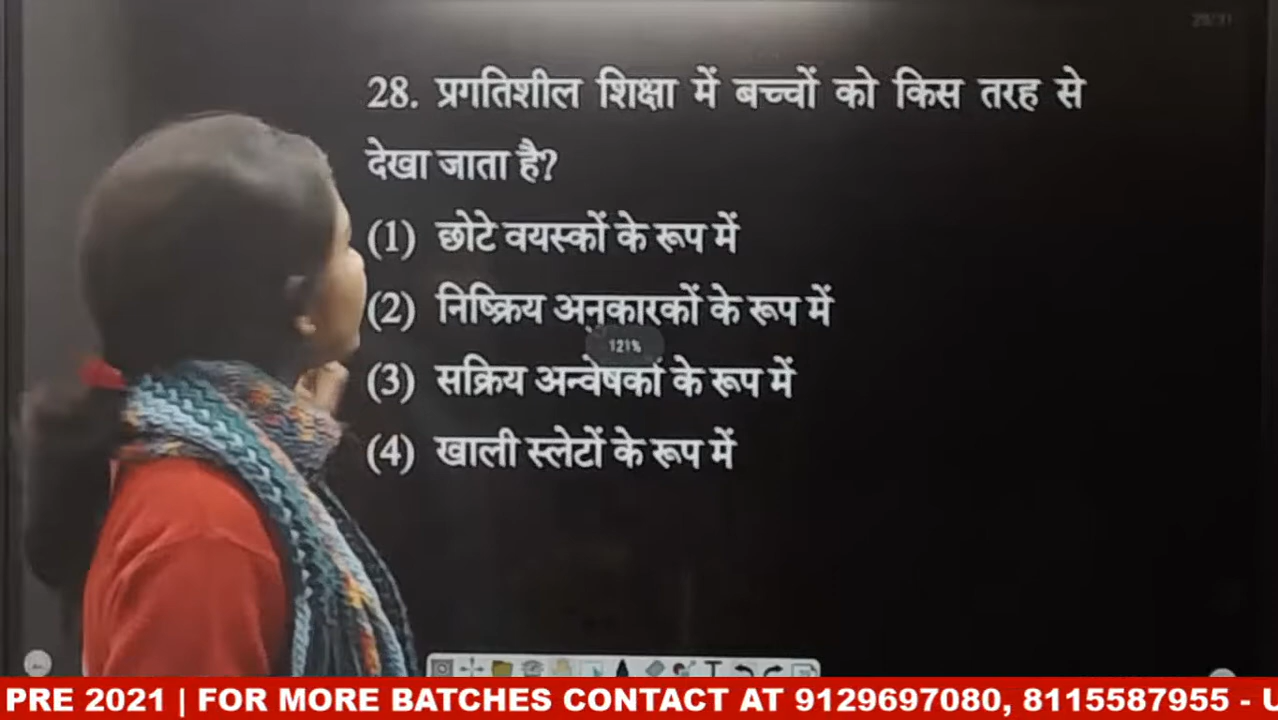 28. प्रगतिशील शिक्षा में बच्चों को किस तरह से
देखा जाता है?
(1) छोटे वयस्कों के रूप में
(2) निष्क्रिय अनुकारकों के रूप में
121%
(3) सक्रिय अन्वेषकों के रूप में
(4) खाली स्लेटों के रूप में
PRE 2021 | FOR MORE BATCHES CONTACT AT 9129697080, 8115587955 - U